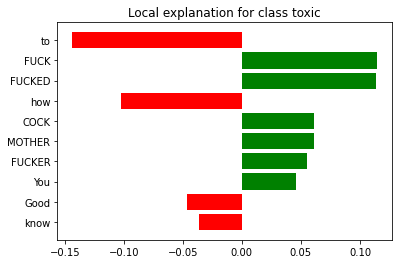 Local explanation for class toxic
to
FUCK
FUCKED
how
COCK
MOTHER
FUCKER
You
Good
know
−0.15 −0.10 −0.05 0.00 0.05 0.10